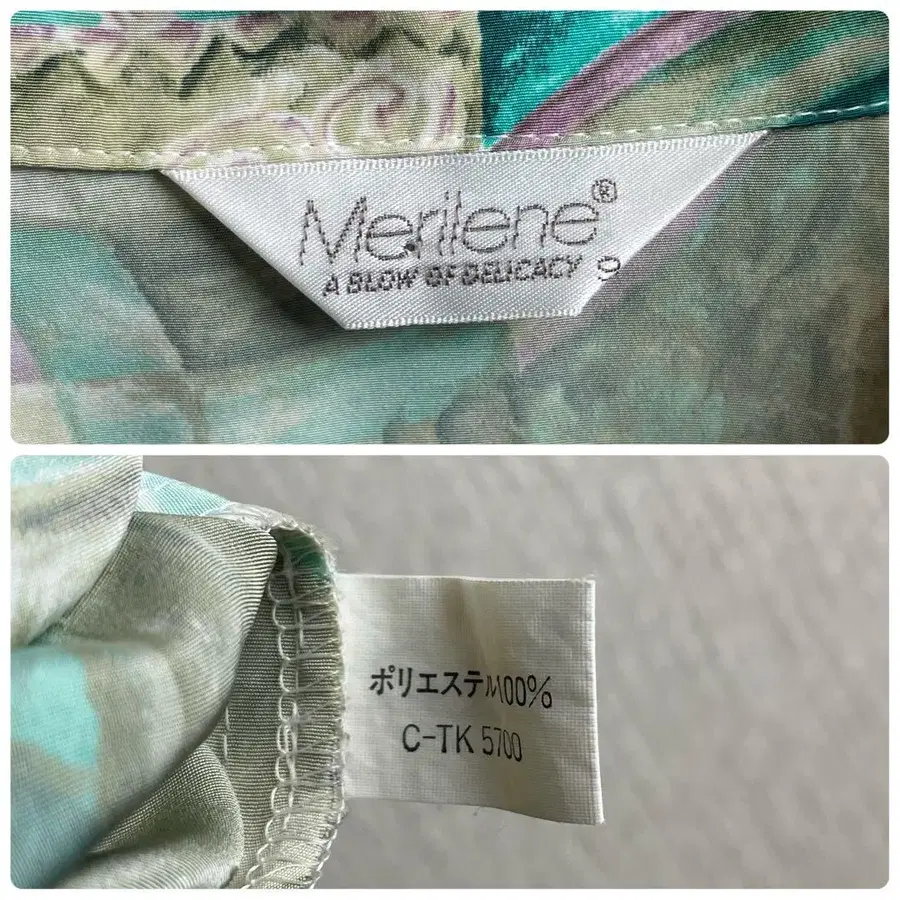 Merilene®
A BLOW OF DELICACY 9
ポリエステル100%
C-TK 5700